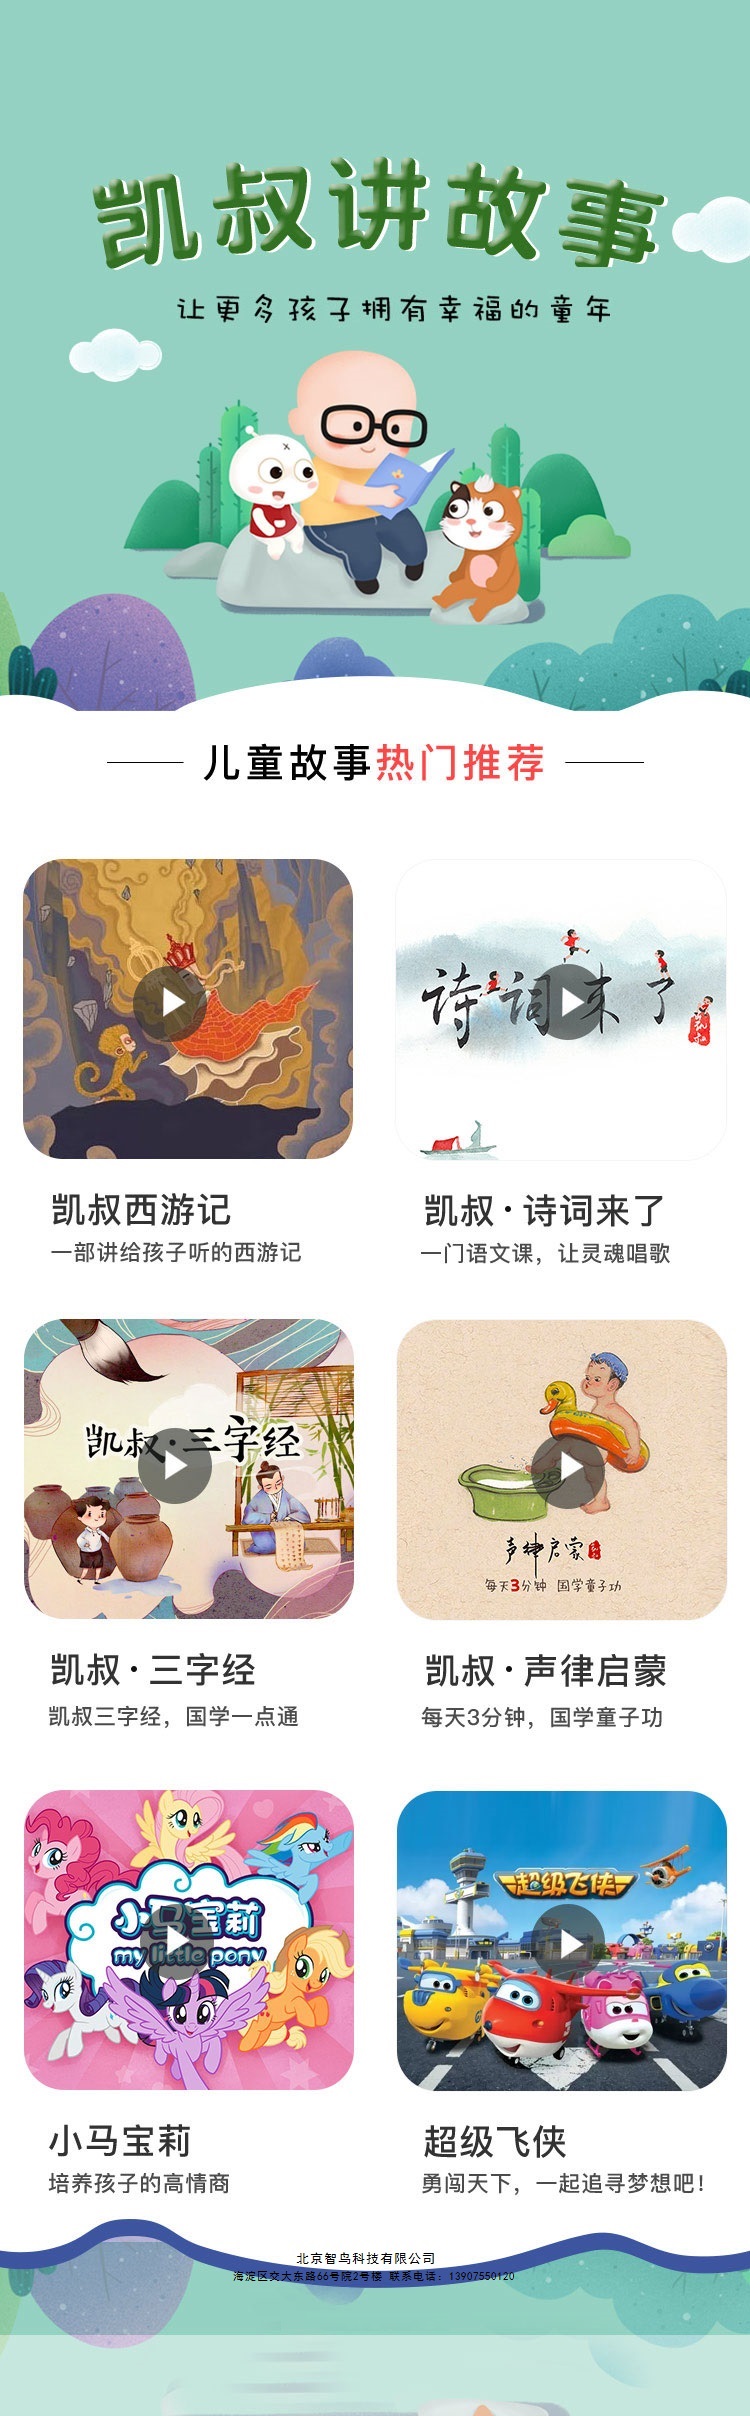 凯叔讲故事
让更多孩子拥有幸福的童年
儿童故事热门推荐
诗词来了
凯叔西游记
一部讲给孩子听的西游记
凯叔·诗词来了
一门语文课，让灵魂唱歌
凯叔·三字经
声律启蒙
每天3分钟 国学童子功
凯叔·三字经
凯叔三字经，国学一点通
凯叔·声律启蒙
每天3分钟，国学童子功
小马宝莉
my little pony
超级飞侠
小马宝莉
培养孩子的高情商
超级飞侠
勇闯天下，一起追寻梦想吧！
北京智鸟科技有限公司
海淀区交大东路66号院2号楼 联系电话：13907550120